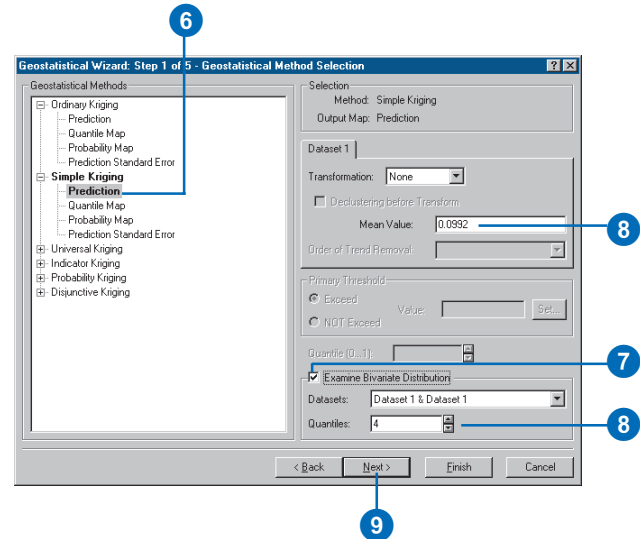 6
Geostatistical Wizard: Step 1 of 5 - Geostatistical Method Selection
Geostatistical Methods
Ordinary Kriging
Prediction
Quantile Map
Probability Map
Prediction Standard Error
Simple Kriging
Prediction
Quantile Map
Probability Map
Prediction Standard Error
Universal Kriging
Indicator Kriging
Probability Kriging
Disjunctive Kriging
Selection
Method: Simple Kriging
Output Map: Prediction
Dataset 1
Transformation: None
Declustering before Transform
Mean Value: 0.0992
8
Order of Trend Removal:
Primary Threshold
Exceed
Value:
Set...
NOT Exceed
Quantile (0...1):
7
Examine Bivariate Distribution
Datasets: Dataset 1 & Dataset 1
Quantiles: 4
8
< Back
Next >
Finish
Cancel
9